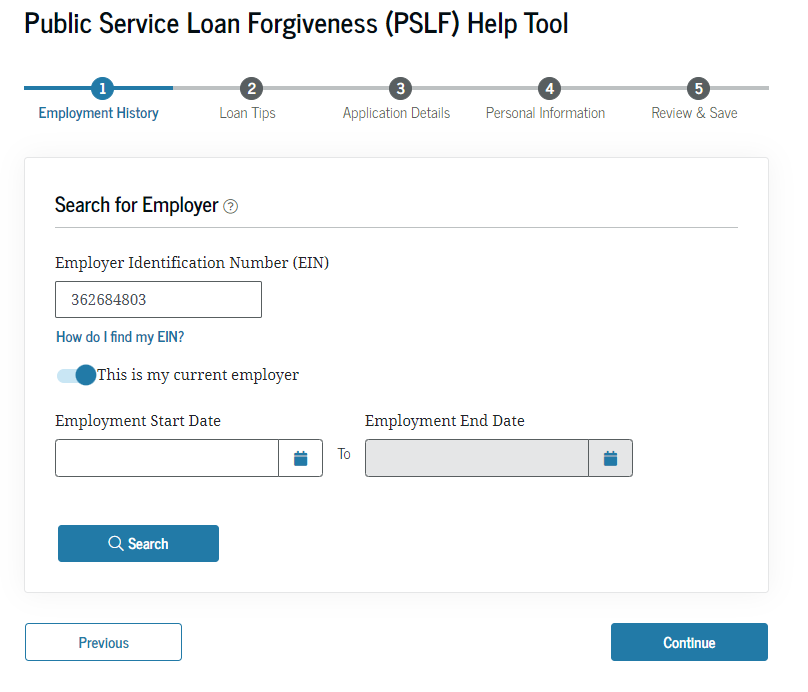 Public Service Loan Forgiveness (PSLF) Help Tool
1 2 3 4 5
Employment History Loan Tips Application Details Personal Information Review & Save
Search for Employer ?
Employer Identification Number (EIN)
362684803
How do I find my EIN?
This is my current employer
Employment Start Date Employment End Date
To
Search
Previous Continue